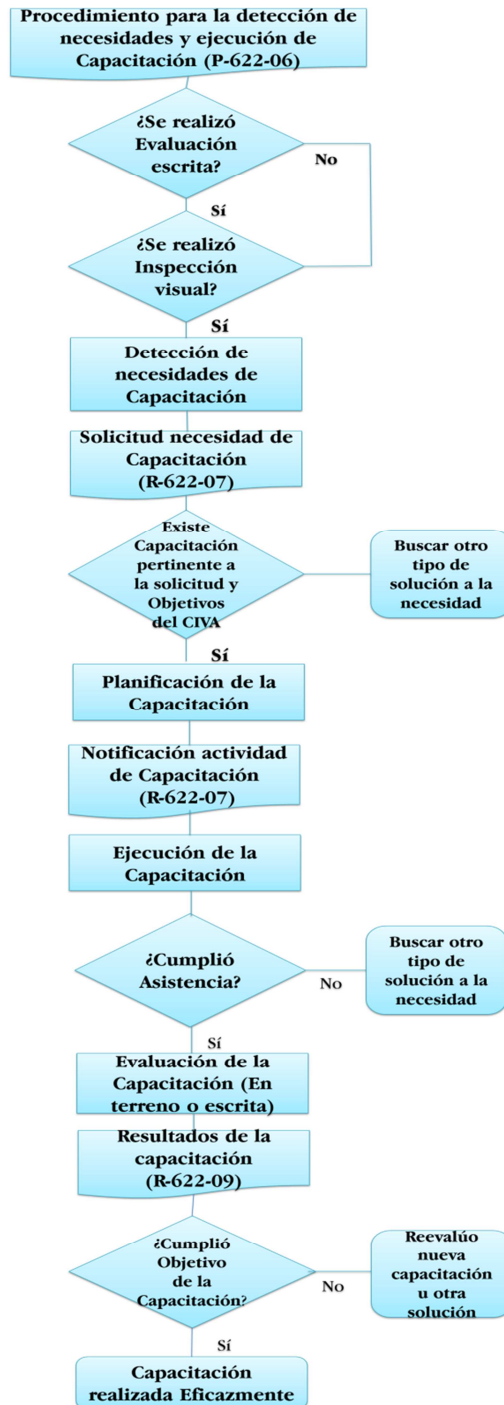 Procedimiento para la detección de
necesidades y ejecución de
Capacitación (P-622-06)
¿Se realizó
Evaluación
escrita?
No
Sí
¿Se realizó
Inspección
visual?
Sí
Detección de
necesidades de
Capacitación
Solicitud necesidad de
Capacitación
(R-622-07)
Existe
Capacitación
pertinente a
la solicitud y
Objetivos
del CIVA
Buscar otro
tipo de
solución a la
necesidad
Sí
Planificación de la
Capacitación
Notificación actividad
de Capacitación
(R-622-07)
Ejecución de la
Capacitación
¿Cumplió
Asistencia?
No
Buscar otro
tipo de
solución a la
necesidad
Sí
Evaluación de la
Capacitación (En
terreno o escrita)
Resultados de la
capacitación
(R-622-09)
¿Cumplió
Objetivo
de la
Capacitación?
No
Reevalúo
nueva
capacitación
u otra
solución
Sí
Capacitación
realizada Eficazmente